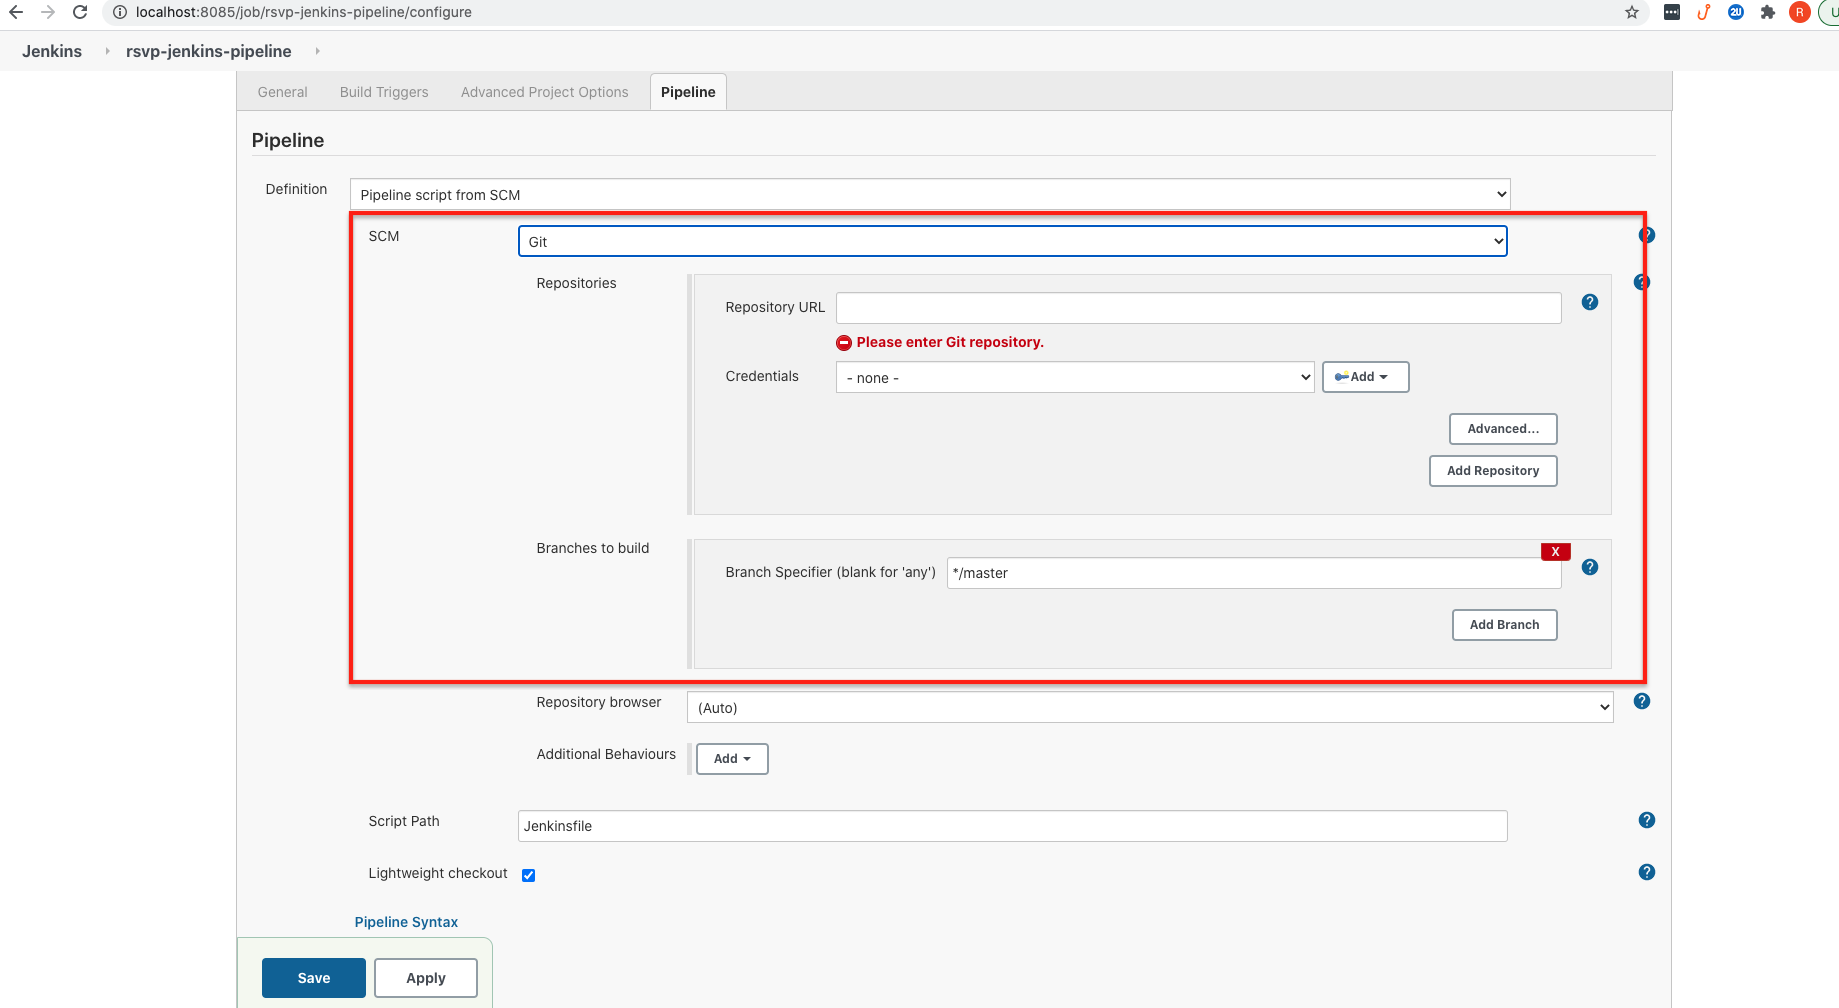 localhost:8085/job/rsvp-jenkins-pipeline/configure
2U
R
U
Jenkins rsvp-jenkins-pipeline
General Build Triggers Advanced Project Options Pipeline
Pipeline
Definition Pipeline script from SCM
SCM Git ?
Repositories ?
Repository URL ?
Please enter Git repository.
Credentials - none - Add
Advanced...
Add Repository
Branches to build X
Branch Specifier (blank for 'any') */master ?
Add Branch
Repository browser (Auto) ?
Additional Behaviours Add
Script Path Jenkinsfile ?
Lightweight checkout ?
Pipeline Syntax
Save Apply